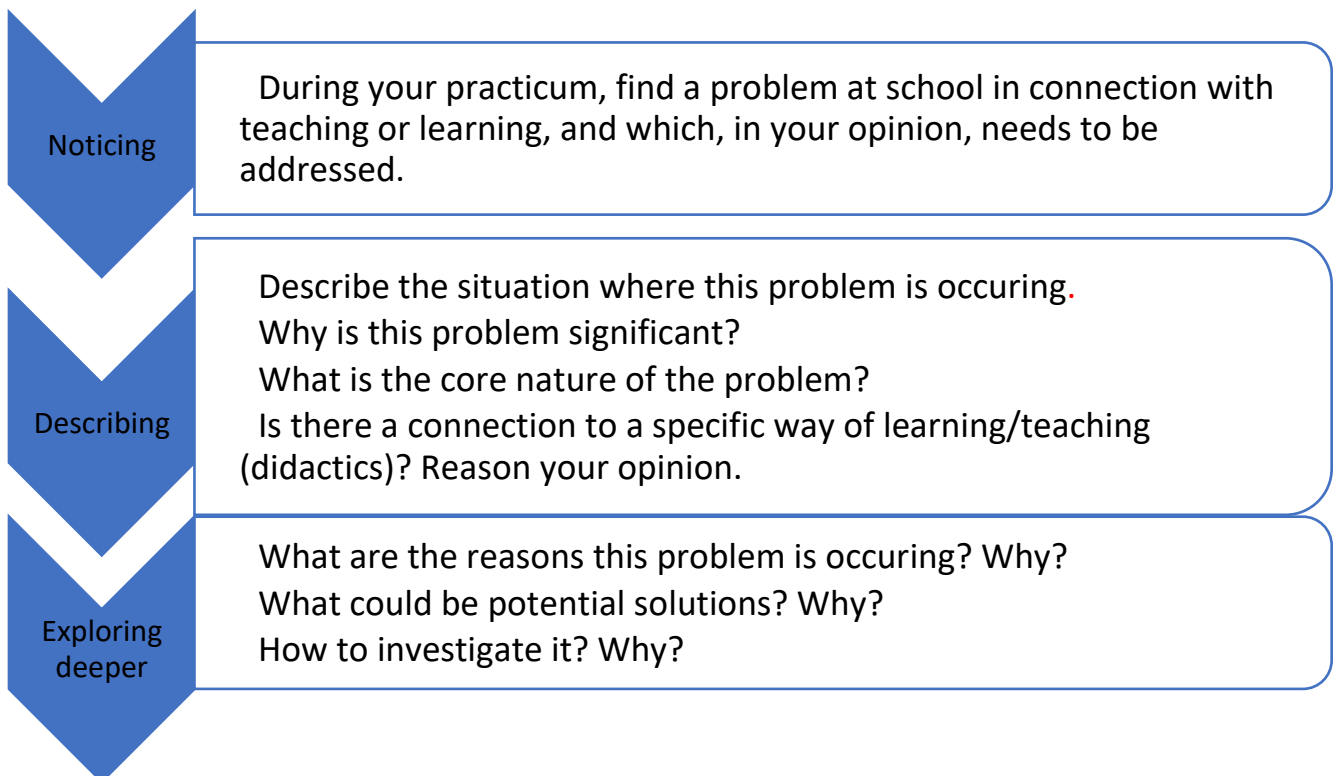 Noticing
During your practicum, find a problem at school in connection with
teaching or learning, and which, in your opinion, needs to be
addressed.
Describing
Describe the situation where this problem is occuring.
Why is this problem significant?
What is the core nature of the problem?
Is there a connection to a specific way of learning/teaching
(didactics)? Reason your opinion.
Exploring
deeper
What are the reasons this problem is occuring? Why?
What could be potential solutions? Why?
How to investigate it? Why?